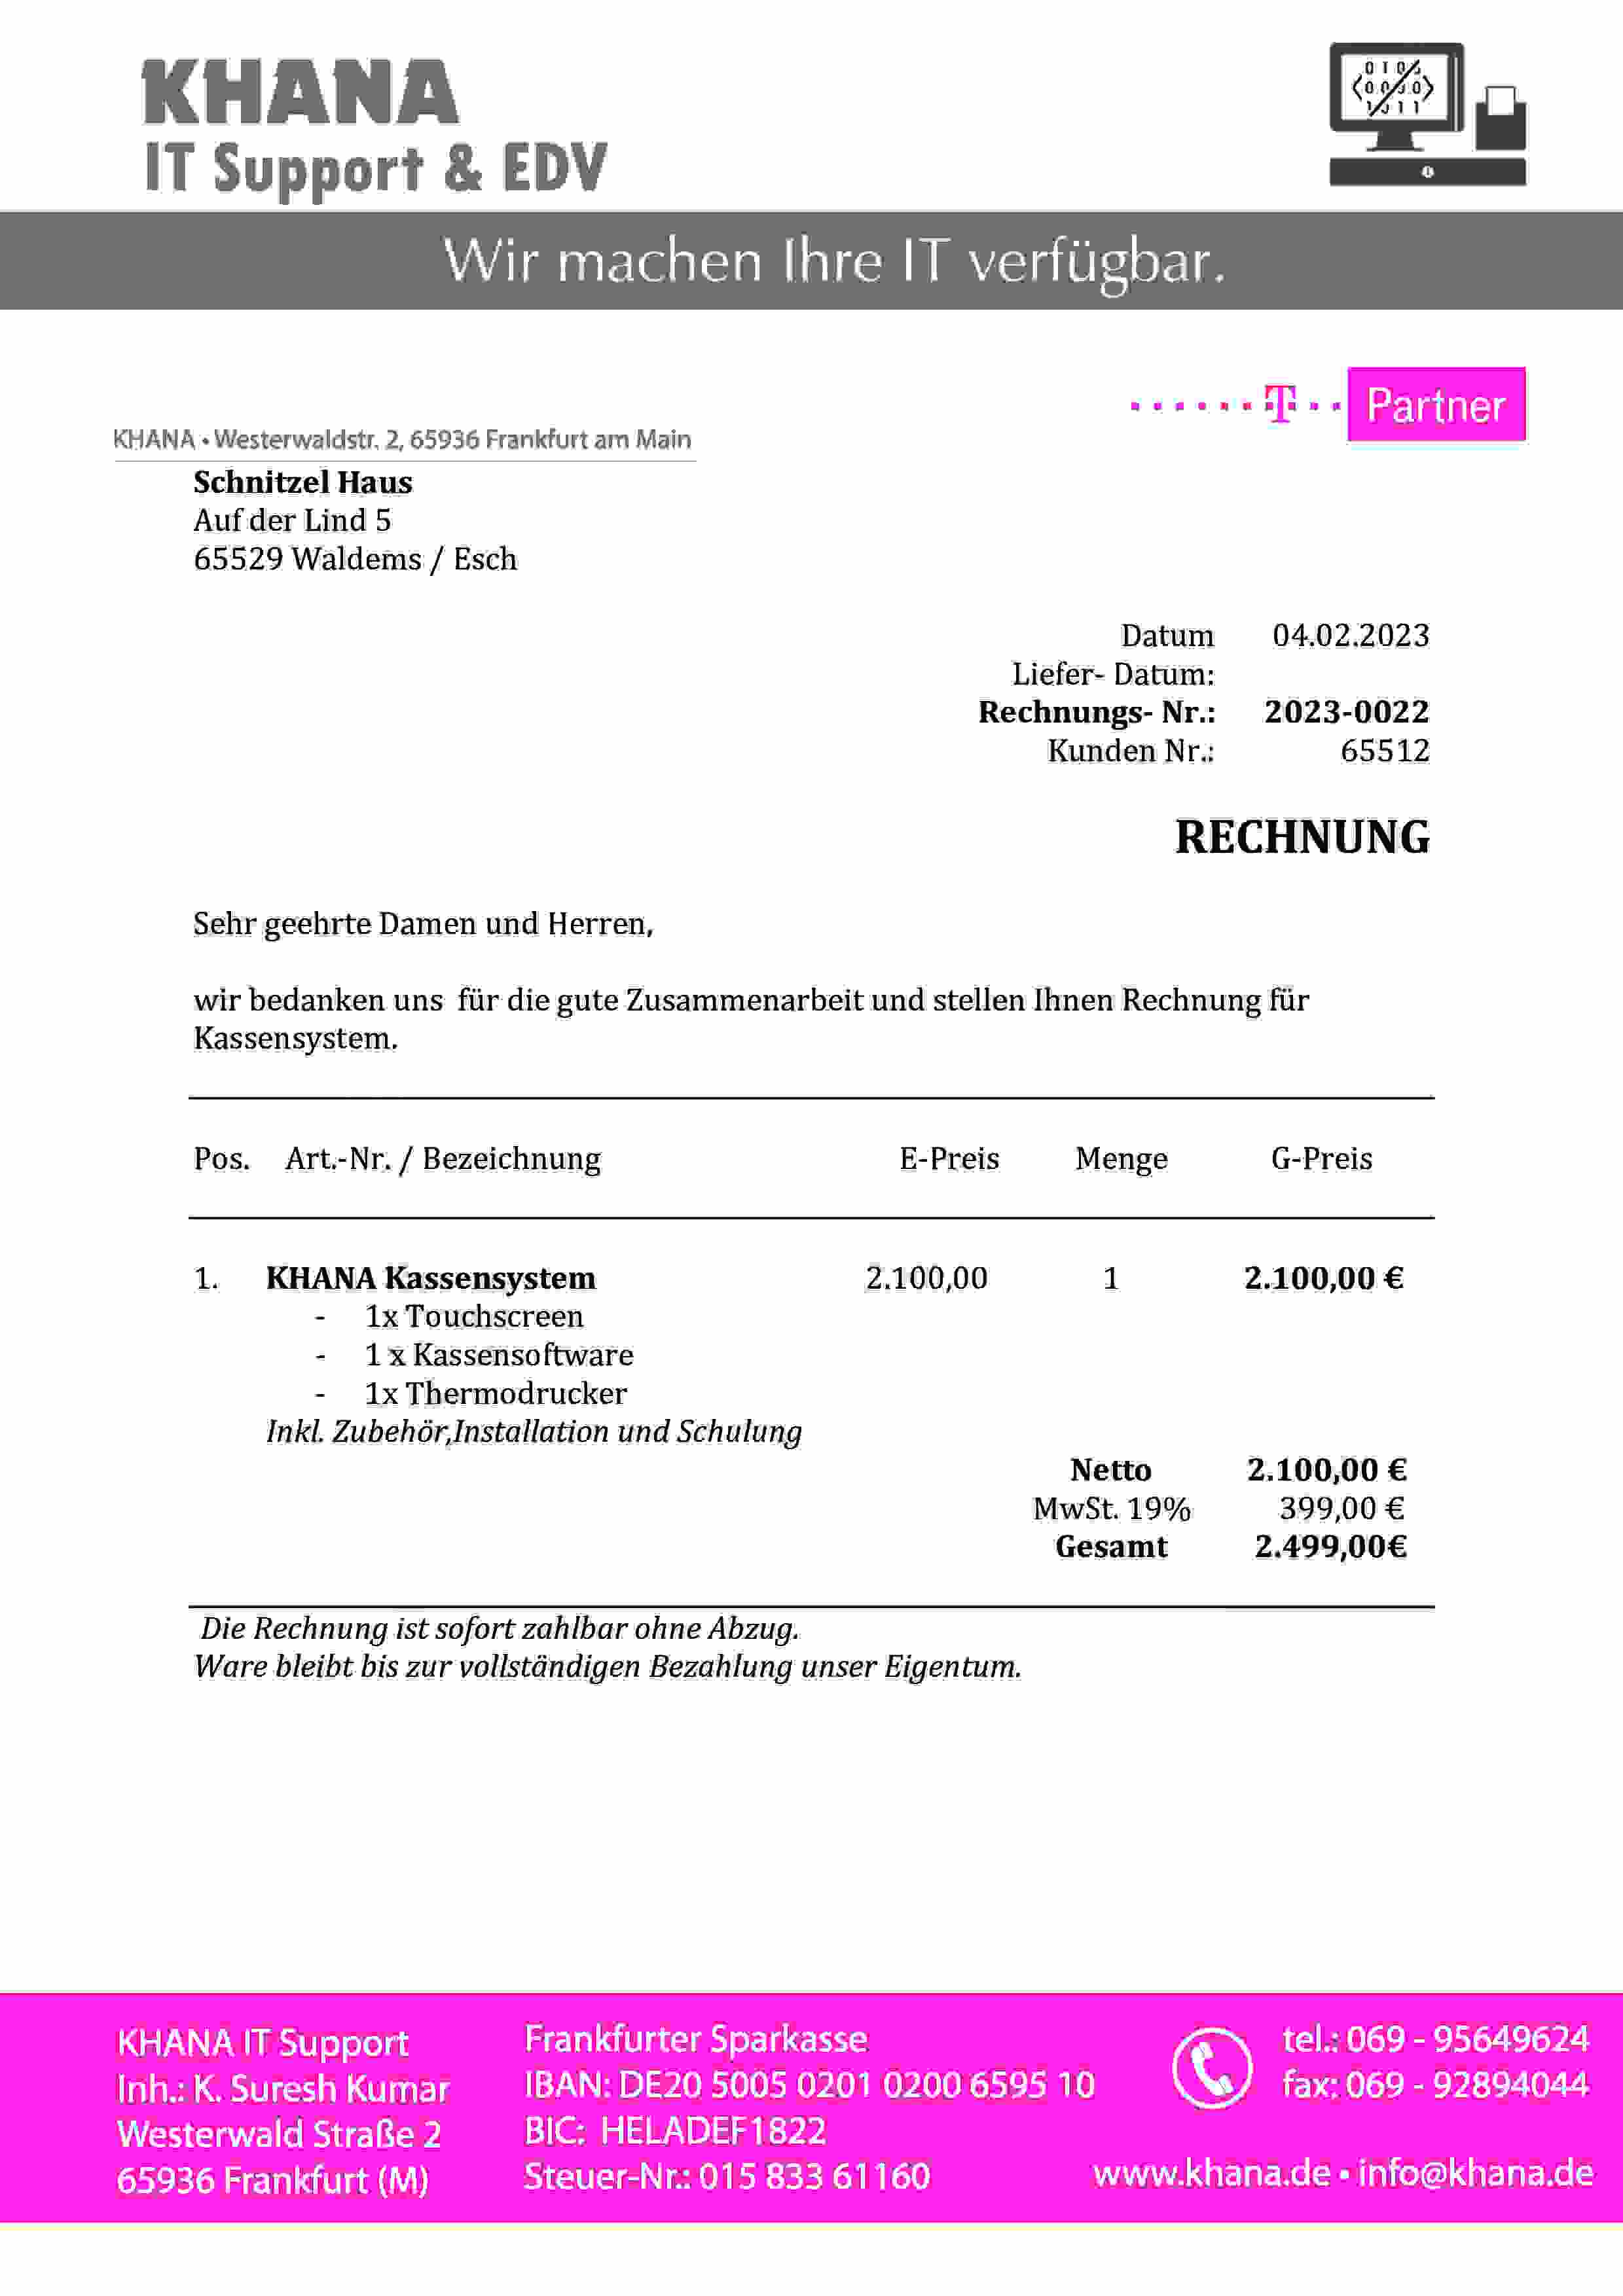 KHANA
IT Support & EDV
Wir machen Ihre IT verfügbar.
T Partner
KHANA • Westerwaldstr. 2, 65936 Frankfurt am Main
Schnitzel Haus
Auf der Lind 5
65529 Waldems / Esch
Datum 04.02.2023
Liefer- Datum:
Rechnungs- Nr.: 2023-0022
Kunden Nr.: 65512
RECHNUNG
Sehr geehrte Damen und Herren,
wir bedanken uns für die gute Zusammenarbeit und stellen Ihnen Rechnung für
Kassensystem.
Pos. Art.-Nr. / Bezeichnung E-Preis Menge G-Preis
1. KHANA Kassensystem 2.100,00 1 2.100,00 €
- 1x Touchscreen
- 1 x Kassensoftware
- 1x Thermodrucker
Inkl. Zubehör,Installation und Schulung
Netto 2.100,00 €
MwSt. 19% 399,00 €
Gesamt 2.499,00€
Die Rechnung ist sofort zahlbar ohne Abzug.
Ware bleibt bis zur vollständigen Bezahlung unser Eigentum.
KHANA IT Support
Inh.: K. Suresh Kumar
Westerwald Straße 2
65936 Frankfurt (M)
Frankfurter Sparkasse
IBAN: DE20 5005 0201 0200 6595 10
BIC: HELADEF1822
Steuer-Nr.: 015 833 61160
tel.: 069 - 95649624
fax: 069 - 92894044
www.khana.de • info@khana.de